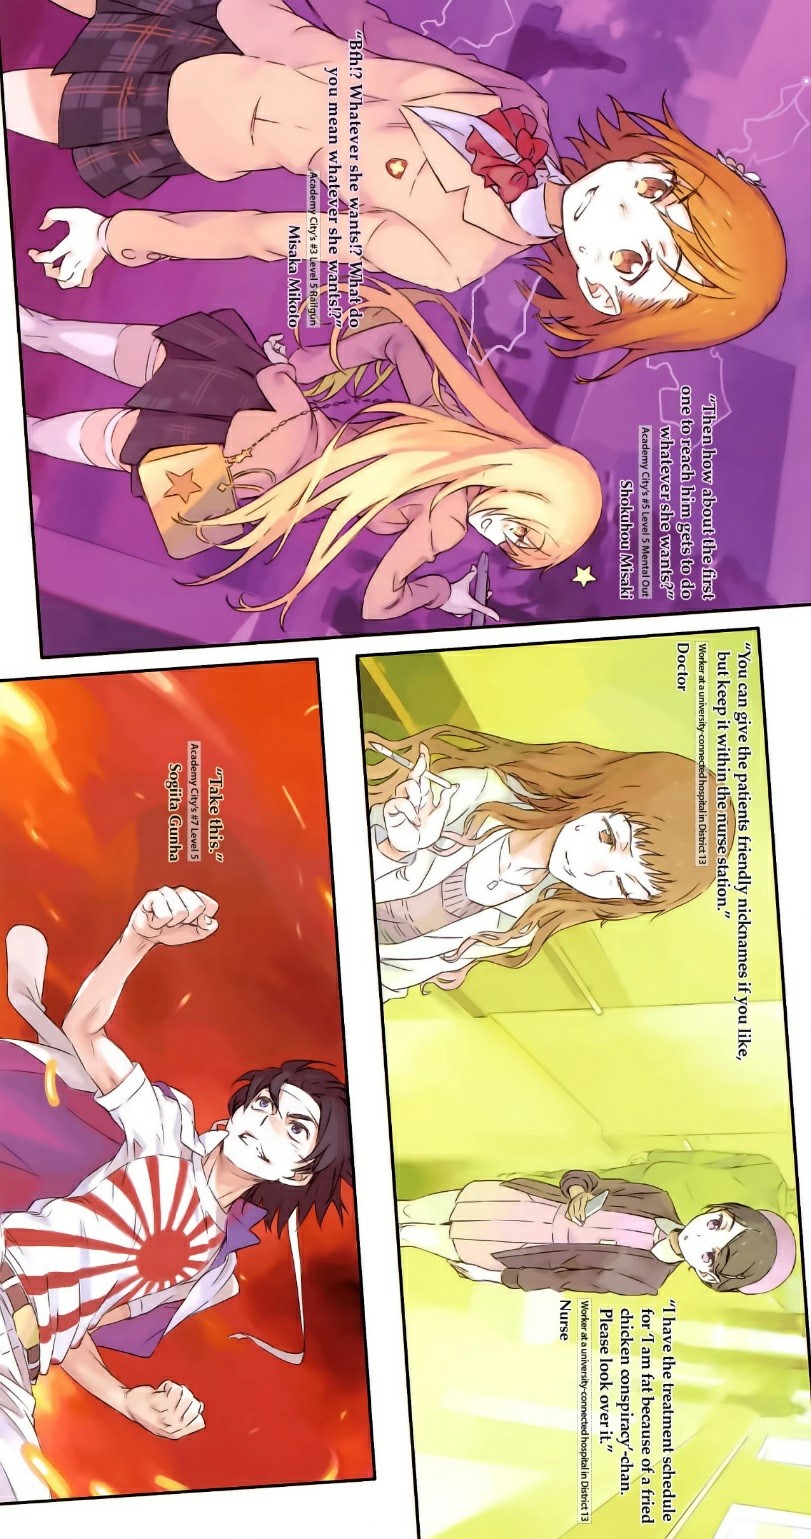 "Then how about the first
one to reach him gets to do
whatever she wants?"
Academy City's #5 Level 5 Mental Out
Shokuhou Misaki
"Bfh!? Whatever she wants!? What do
you mean whatever she wants!?"
Academy City's #3 Level 5 Railgun
Misaka Mikoto
"You can give the patients friendly nicknames if you like,
but keep it within the nurse station."
Worker at a university-connected hospital in District 13
Doctor
"I have the treatment schedule
for 'I am fat because of a fried
chicken conspiracy'-chan.
Please look over it."
Worker at a university-connected hospital in District 13
Nurse
"Take this."
Academy City's #7 Level 5
Sogiita Gunha